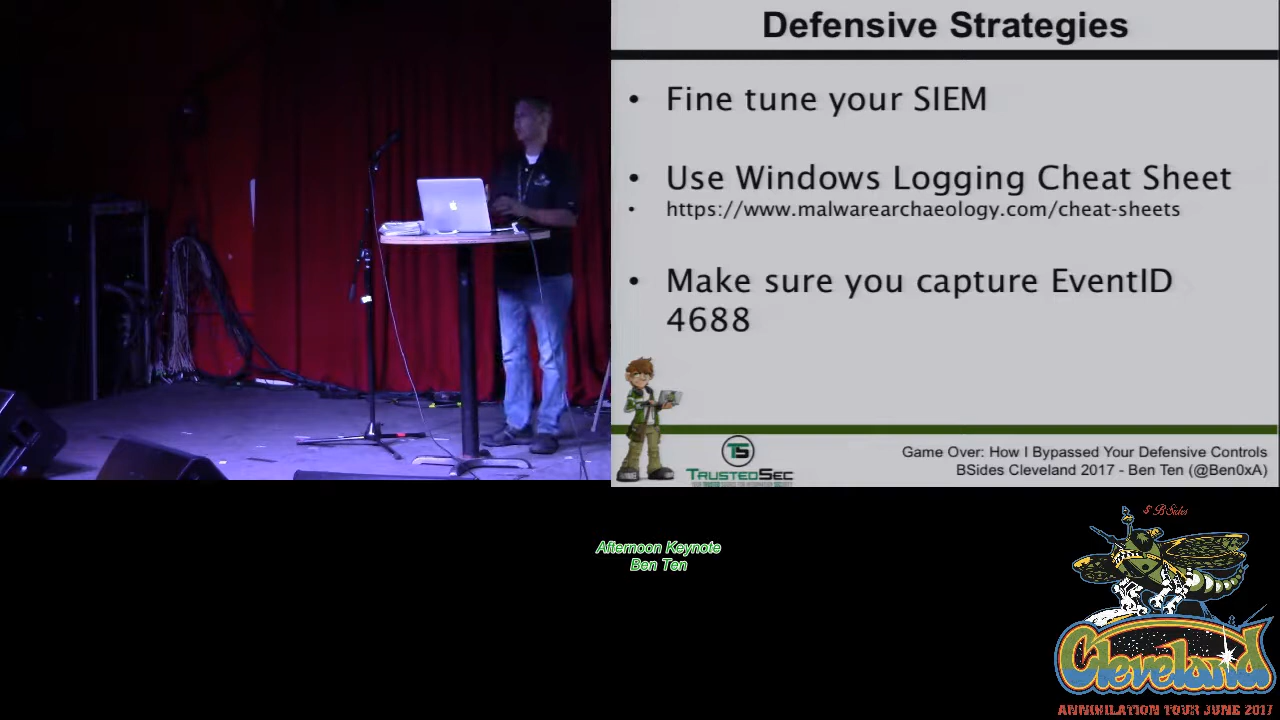 Defensive Strategies
• Fine tune your SIEM
• Use Windows Logging Cheat Sheet
• https://www.malwarearchaeology.com/cheat-sheets
• Make sure you capture EventID
4688
TS
TRUSTEDSEC
Game Over: How I Bypassed Your Defensive Controls
BSides Cleveland 2017 - Ben Ten (@Ben0xA)
Afternoon Keynote
Ben Ten
BSides
Cleveland
ANNIHILATION TOUR JUNE 2017